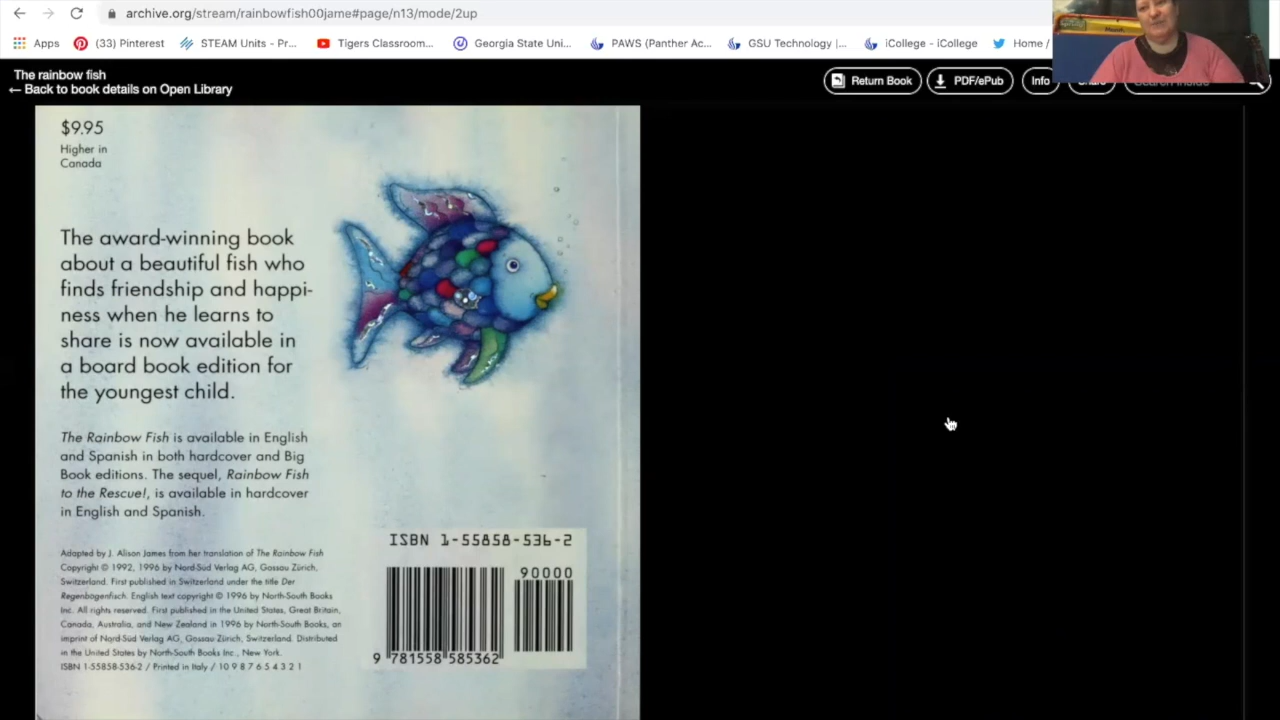 archive.org/stream/rainbowfish00jame#page/n13/mode/2up
Apps (33) Pinterest STEAM Units - Pr... Tigers Classroom... Georgia State Uni... PAWS (Panther Ac... GSU Technology |... iCollege - iCollege Home /
The rainbow fish
← Back to book details on Open Library
Return Book PDF/ePub Info Share Search Inside
$9.95
Higher in
Canada
The award-winning book
about a beautiful fish who
finds friendship and happi-
ness when he learns to
share is now available in
a board book edition for
the youngest child.
The Rainbow Fish is available in English
and Spanish in both hardcover and Big
Book editions. The sequel, Rainbow Fish
to the Rescue!, is available in hardcover
in English and Spanish.
Adapted by J. Alison James from her translation of The Rainbow Fish
Copyright © 1992, 1996 by Nord-Süd Verlag AG, Gossau Zürich,
Switzerland. First published in Switzerland under the title Der
Regenbogenfisch. English text copyright © 1996 by North-South Books
Inc. All rights reserved. First published in the United States, Great Britain,
Canada, Australia, and New Zealand in 1996 by North-South Books, an
imprint of Nord-Süd Verlag AG, Gossau Zürich, Switzerland. Distributed
in the United States by North-South Books Inc., New York.
ISBN 1-55858-536-2 / Printed in Italy / 10 9 8 7 6 5 4 3 2 1
ISBN 1-55858-536-2
90000
9 781558 585362